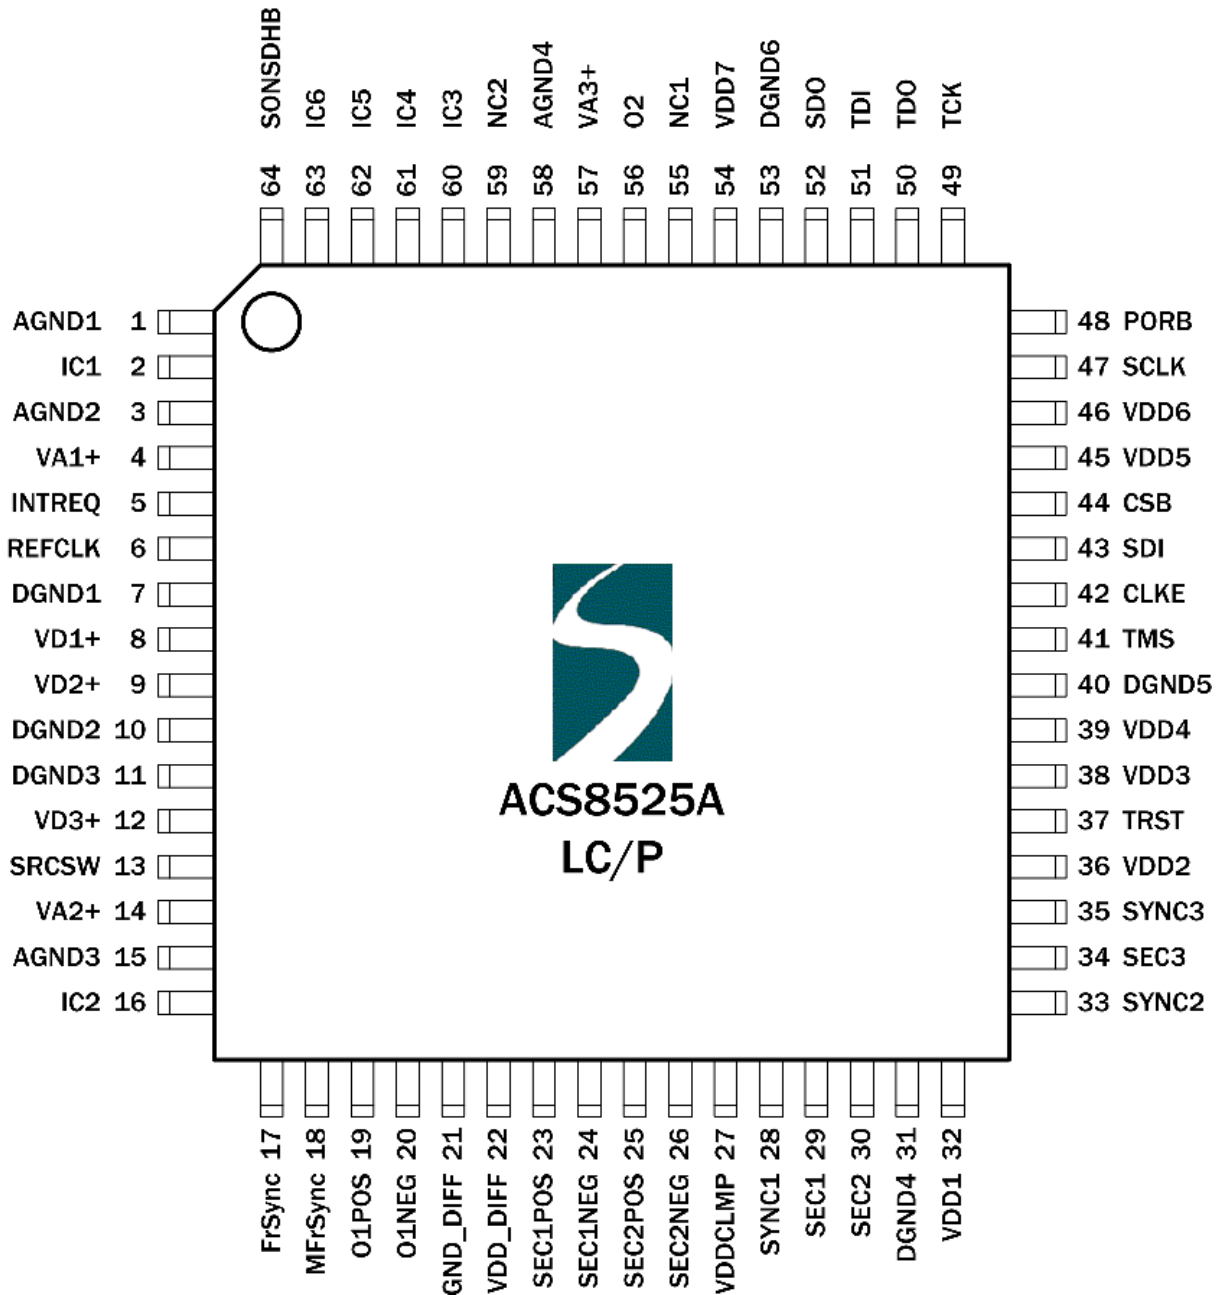 SONSDHB 64
IC6 63
IC5 62
IC4 61
IC3 60
NC2 59
AGND4 58
VA3+ 57
O2 56
NC1 55
VDD7 54
DGND6 53
SDO 52
TDI 51
TDO 50
TCK 49
AGND1 1
IC1 2
AGND2 3
VA1+ 4
INTREQ 5
REFCLK 6
DGND1 7
VD1+ 8
VD2+ 9
DGND2 10
DGND3 11
VD3+ 12
SRCSW 13
VA2+ 14
AGND3 15
IC2 16
ACS8525A
LC/P
48 PORB
47 SCLK
46 VDD6
45 VDD5
44 CSB
43 SDI
42 CLKE
41 TMS
40 DGND5
39 VDD4
38 VDD3
37 TRST
36 VDD2
35 SYNC3
34 SEC3
33 SYNC2
FrSync 17
MFrSync 18
O1POS 19
O1NEG 20
GND_DIFF 21
VDD_DIFF 22
SEC1POS 23
SEC1NEG 24
SEC2POS 25
SEC2NEG 26
VDDCLMP 27
SYNC1 28
SEC1 29
SEC2 30
DGND4 31
VDD1 32